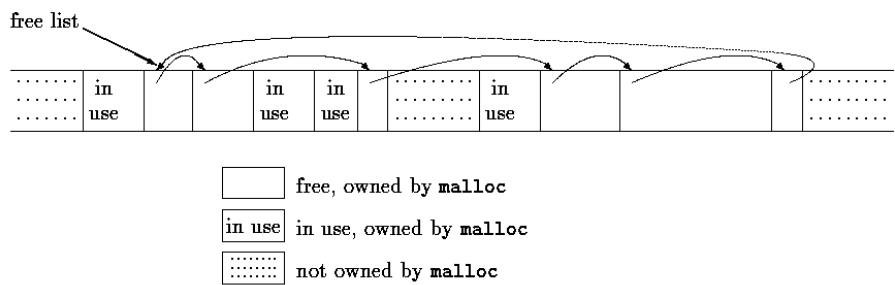 free list
in
use
in
use
in
use
in
use
free, owned by malloc
in use
in use, owned by malloc
not owned by malloc